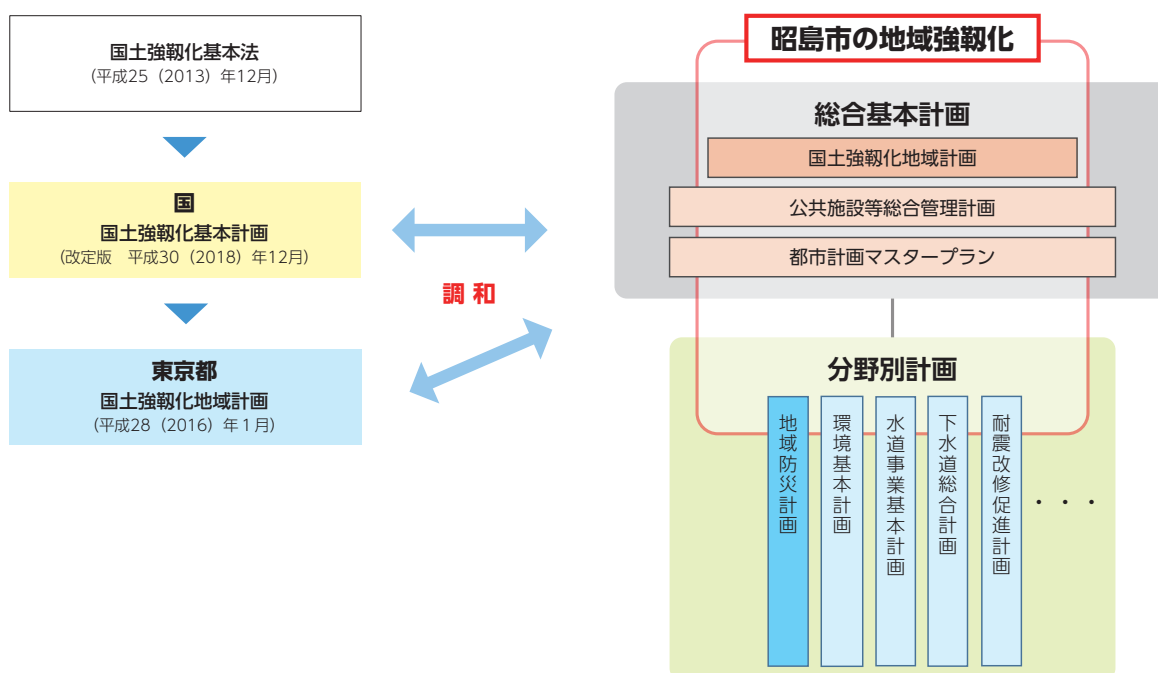 国土強靱化基本法
(平成25（2013）年12月)
国
国土強靱化基本計画
(改定版　平成30（2018）年12月)
東京都
国土強靱化地域計画
(平成28（2016）年１月)
調 和
昭島市の地域強靱化
総合基本計画
国土強靱化地域計画
公共施設等総合管理計画
都市計画マスタープラン
分野別計画
地域防災計画
環境基本計画
水道事業基本計画
下水道総合計画
耐震改修促進計画
・・・